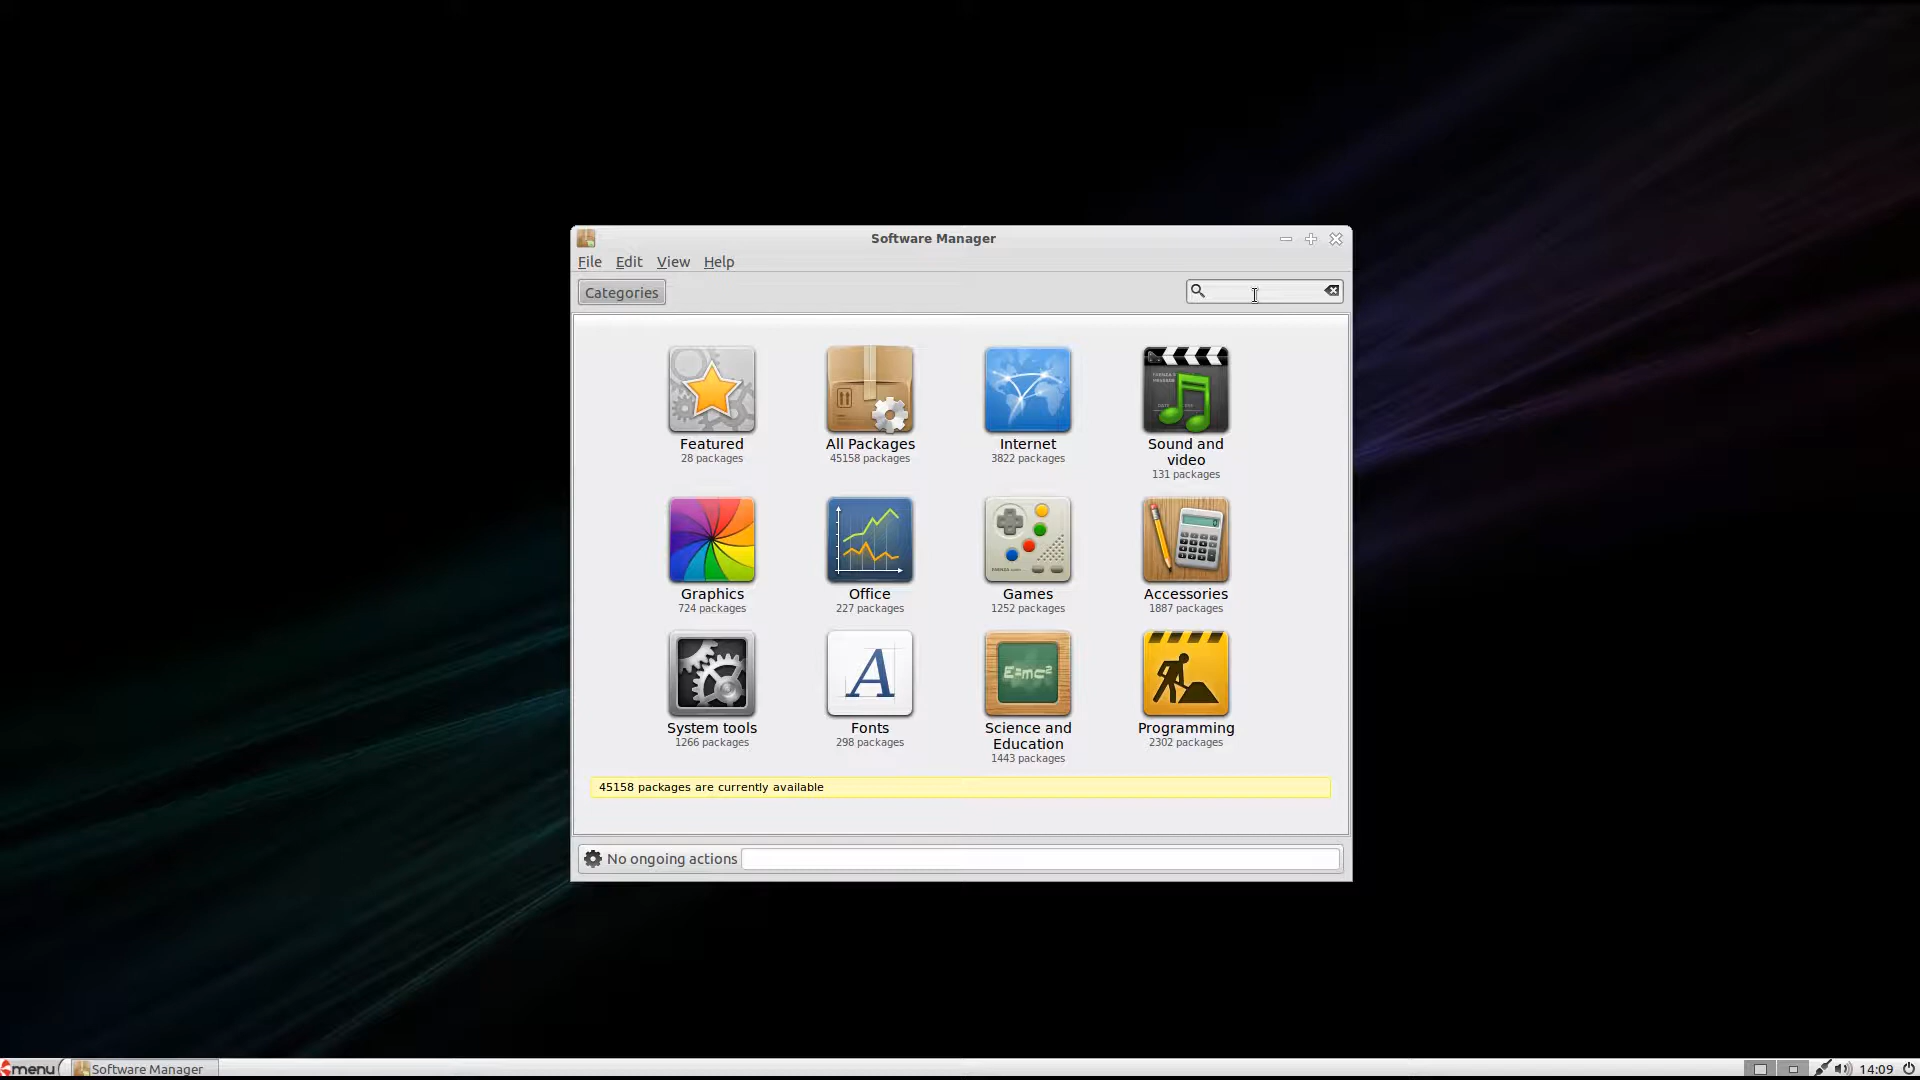 Software Manager
File Edit View Help
Categories
Featured
28 packages
All Packages
45158 packages
Internet
3822 packages
Sound and
video
131 packages
Graphics
724 packages
Office
227 packages
Games
1252 packages
Accessories
1887 packages
System tools
1266 packages
A
Fonts
298 packages
E=mc²
Science and
Education
1443 packages
Programming
2302 packages
45158 packages are currently available
No ongoing actions
menu
Software Manager
14:09